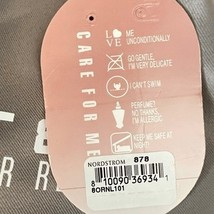 CARE FOR ME
LOVE
ME
UNCONDITIONALLY
GO GENTLE,
I'M VERY DELICATE
I CAN'T SWIM
PERFUME?
NO THANKS,
I'M ALLERGIC
KEEP ME SAFE AT
NIGHT!
NORDSTROM 878
8 10090 36934 1
BORNL101